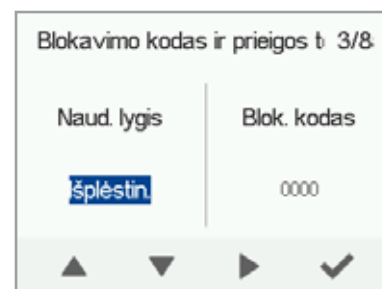 Blokavimo kodas ir prieigos t 3/8
Naud. lygis
Blok. kodas
Išplėstin.
0000